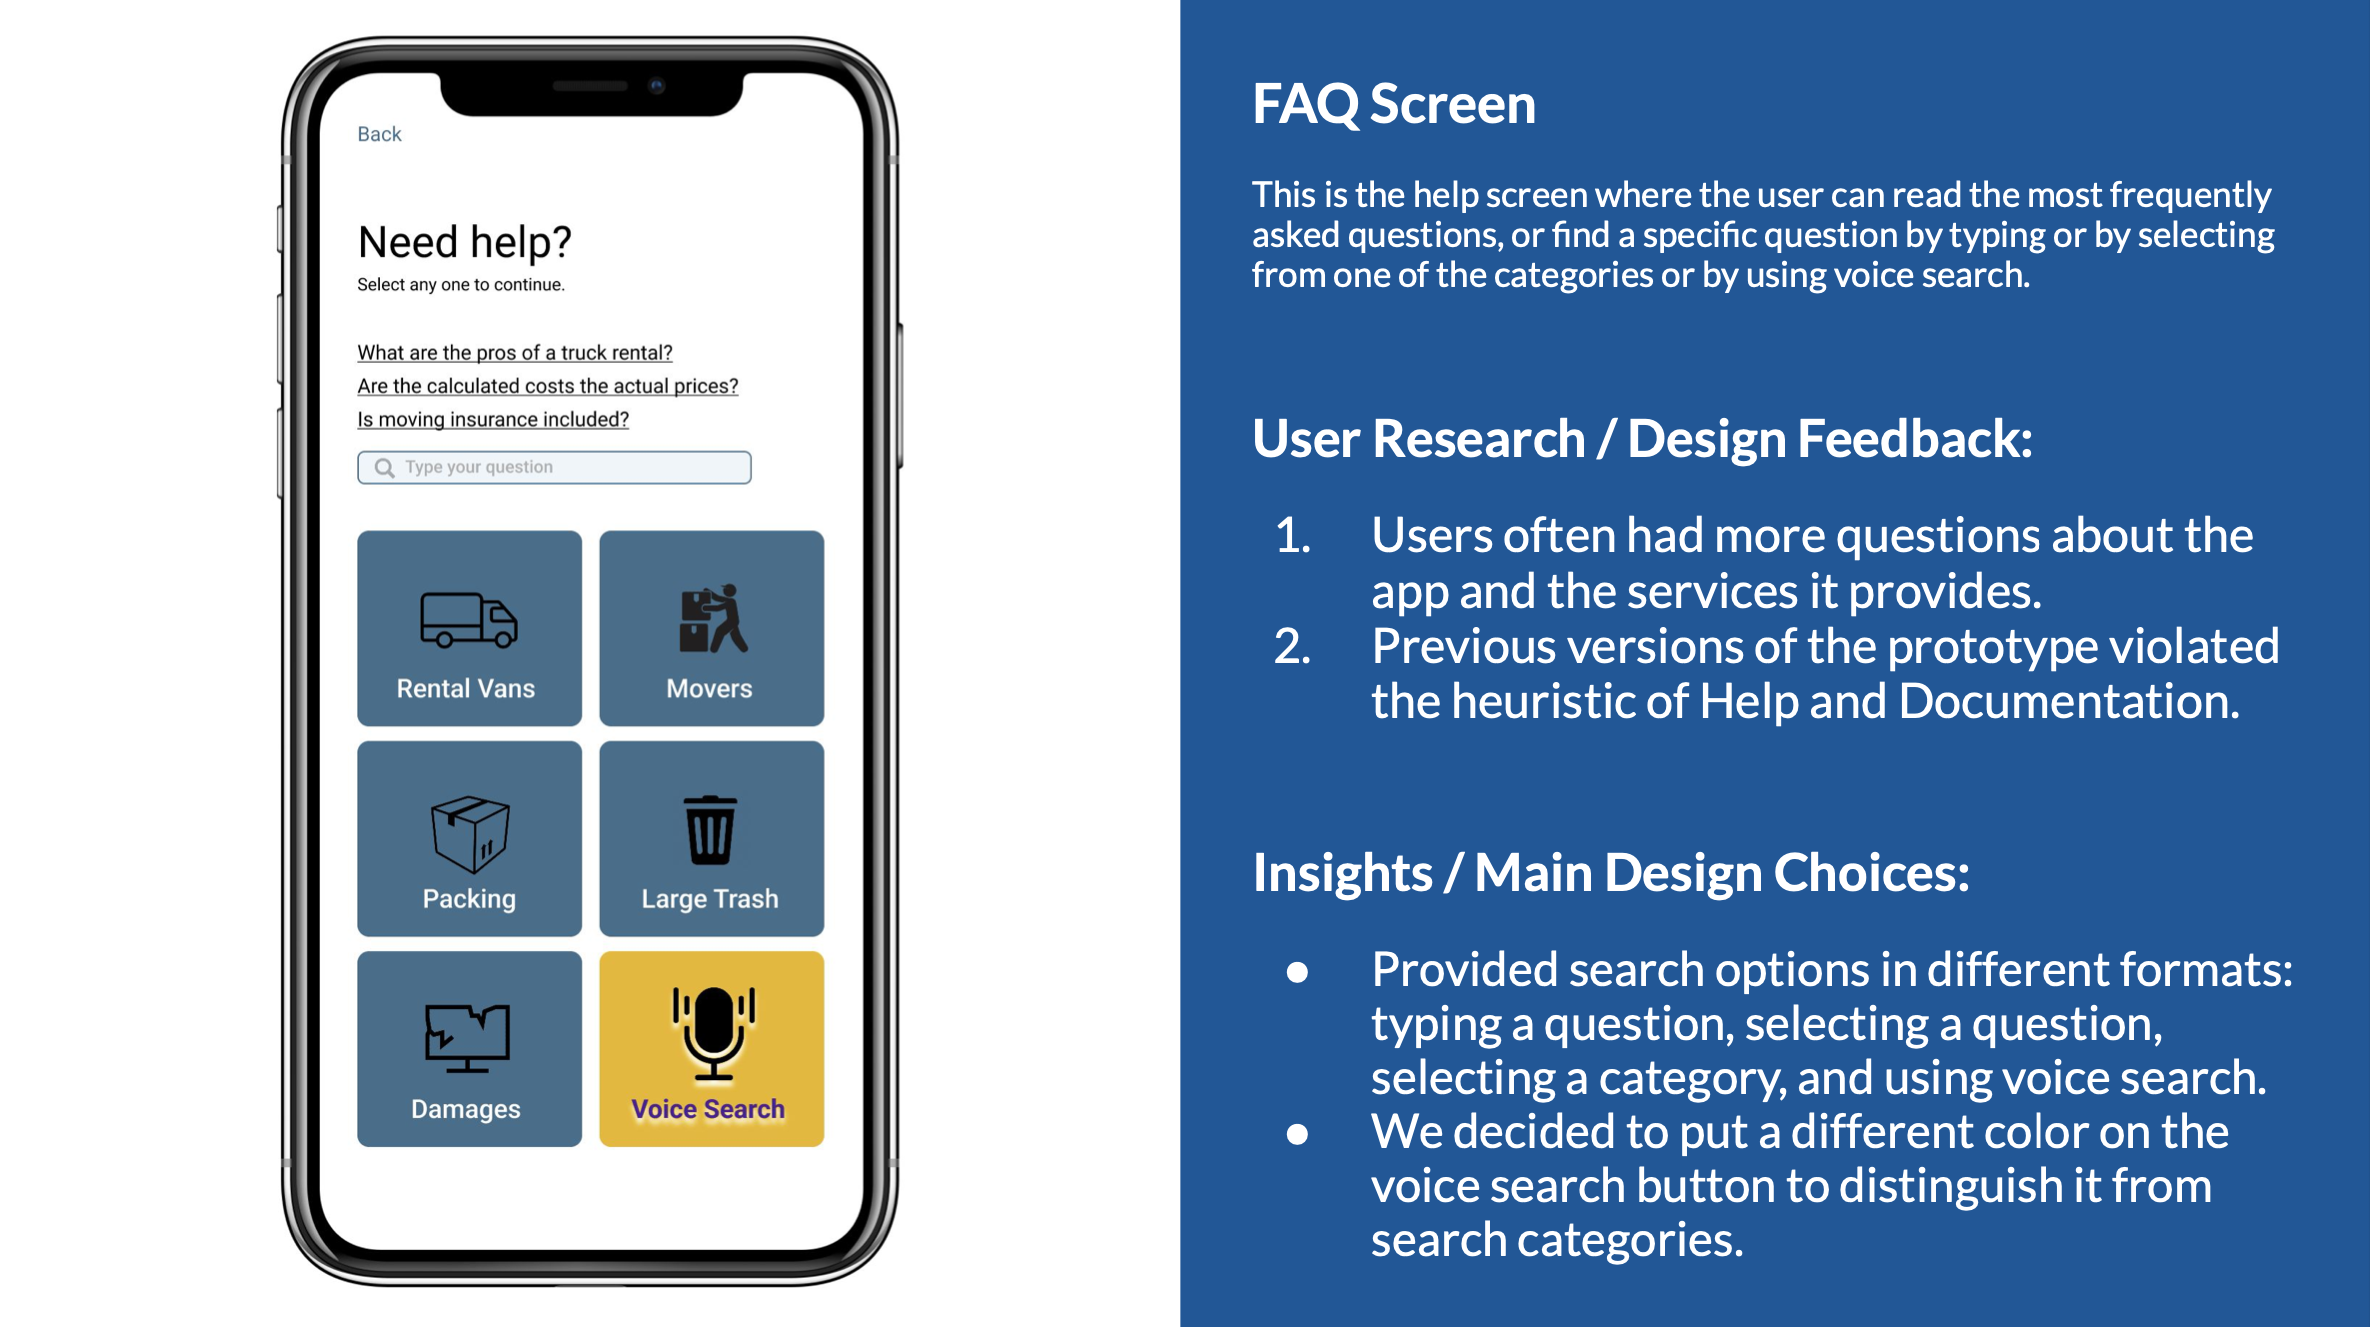 Back
Need help?
Select any one to continue.
What are the pros of a truck rental?
Are the calculated costs the actual prices?
Is moving insurance included?
Type your question
Rental Vans
Movers
Packing
Large Trash
Damages
Voice Search
FAQ Screen
This is the help screen where the user can read the most frequently
asked questions, or find a specific question by typing or by selecting
from one of the categories or by using voice search.
User Research / Design Feedback:
1. Users often had more questions about the
app and the services it provides.
2. Previous versions of the prototype violated
the heuristic of Help and Documentation.
Insights / Main Design Choices:
● Provided search options in different formats:
typing a question, selecting a question,
selecting a category, and using voice search.
● We decided to put a different color on the
voice search button to distinguish it from
search categories.